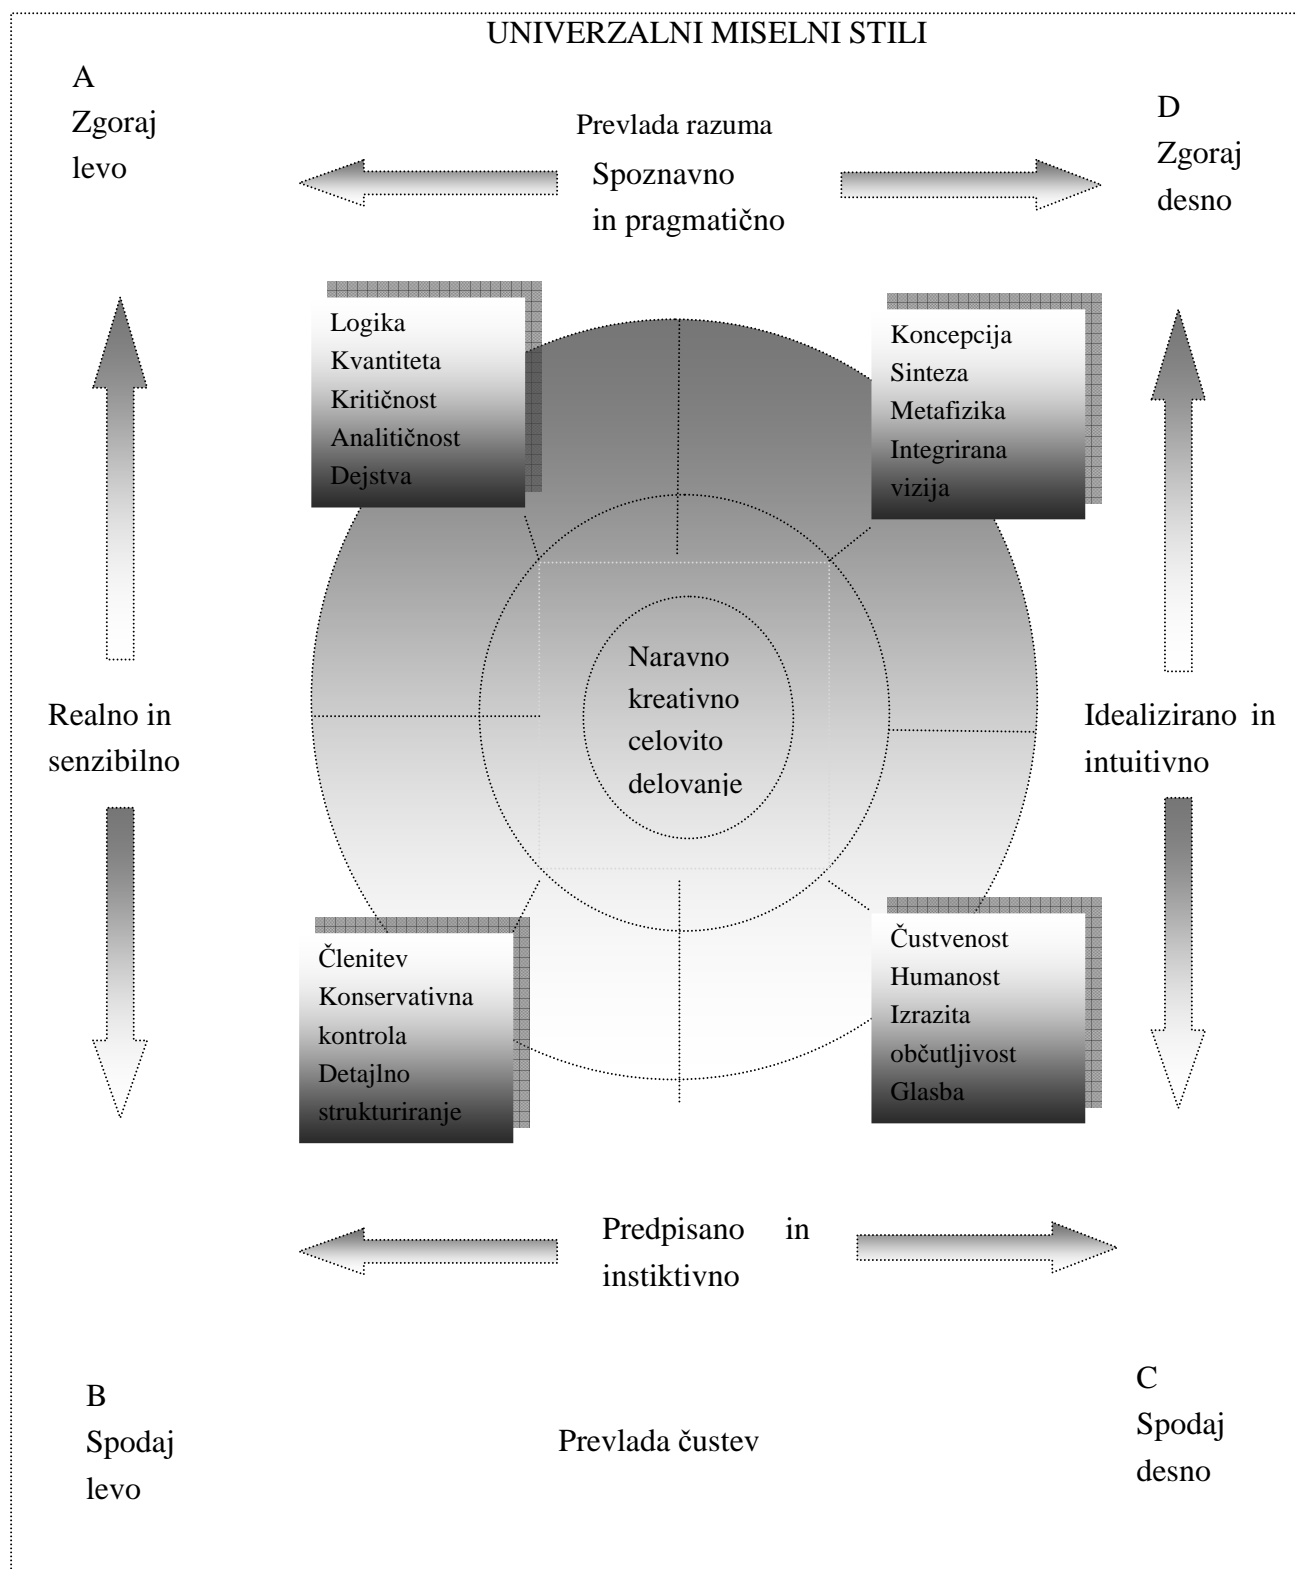 UNIVERZALNI MISELNI STILI
A
Zgoraj
levo
Prevlada razuma
Spoznavno
in pragmatično
D
Zgoraj
desno
Logika
Kvantiteta
Kritičnost
Analitičnost
Dejstva
Koncepcija
Sinteza
Metafizika
Integrirana
vizija
Realno in
senzibilno
Naravno
kreativno
celovito
delovanje
Idealizirano in
intuitivno
Členitev
Konservativna
kontrola
Detajlno
strukturiranje
Čustvenost
Humanost
Izrazita
občutljivost
Glasba
Predpisano in
instiktivno
B
Spodaj
levo
Prevlada čustev
C
Spodaj
desno